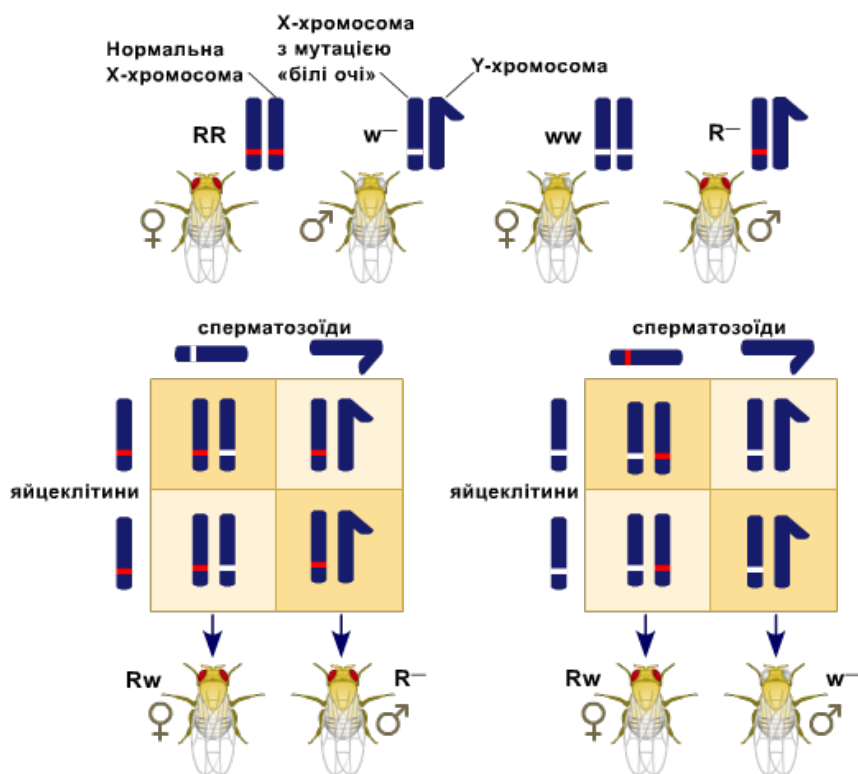 Нормальна
Х-хромосома
Х-хромосома
з мутацією
«білі очі»
Y-хромосома
RR
w–
ww
R–
сперматозоїди
сперматозоїди
яйцеклітини
яйцеклітини
Rw
R–
Rw
w–